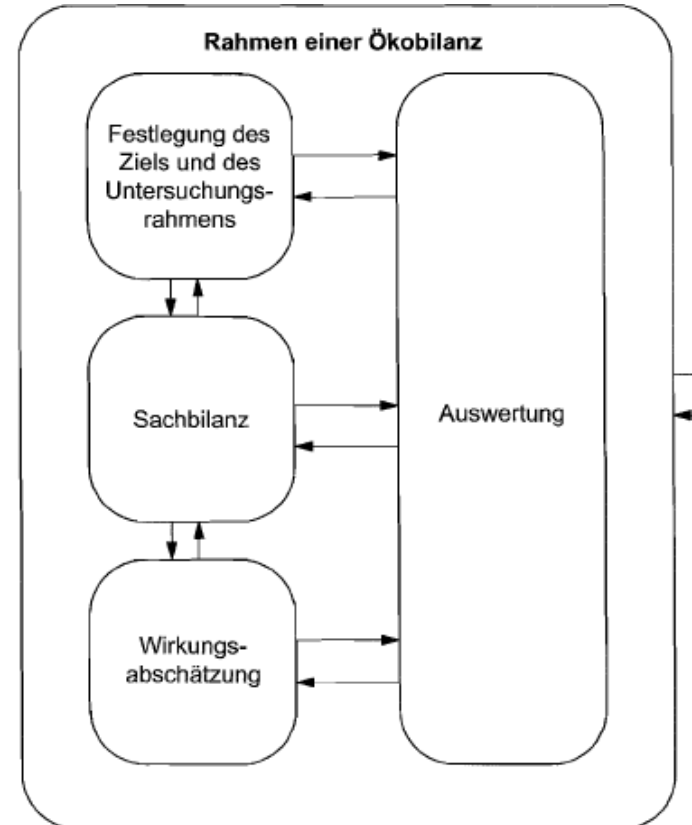 Rahmen einer Ökobilanz
Festlegung des
Ziels und des
Untersuchungs-
rahmens
Sachbilanz
Wirkungs-
abschätzung
Auswertung